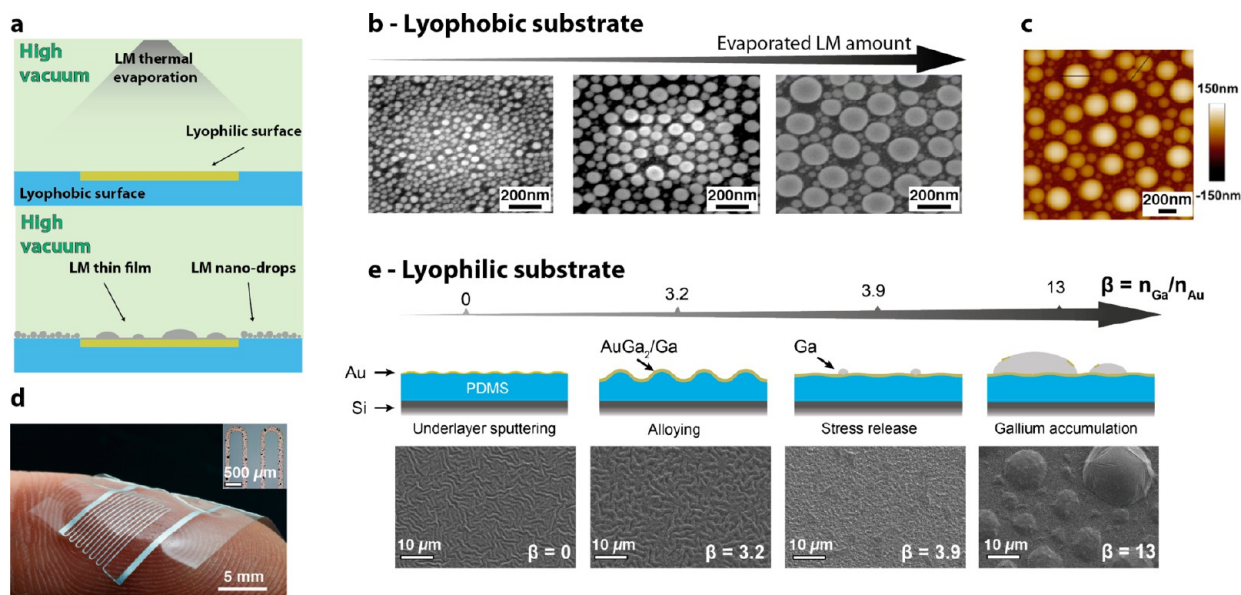 a
High
vacuum
LM thermal
evaporation
Lyophilic surface
Lyophobic surface
High
vacuum
LM thin film
LM nano-drops
b - Lyophobic substrate
Evaporated LM amount
200nm
200nm
200nm
c
150nm
-150nm
200nm
d
500 µm
5 mm
e - Lyophilic substrate
0
3.2
3.9
13
β = n_Ga/n_Au
AuGa₂/Ga
Ga
Au
PDMS
Si
Underlayer sputtering
Alloying
Stress release
Gallium accumulation
10 µm
β = 0
10 µm
β = 3.2
10 µm
β = 3.9
10 µm
β = 13